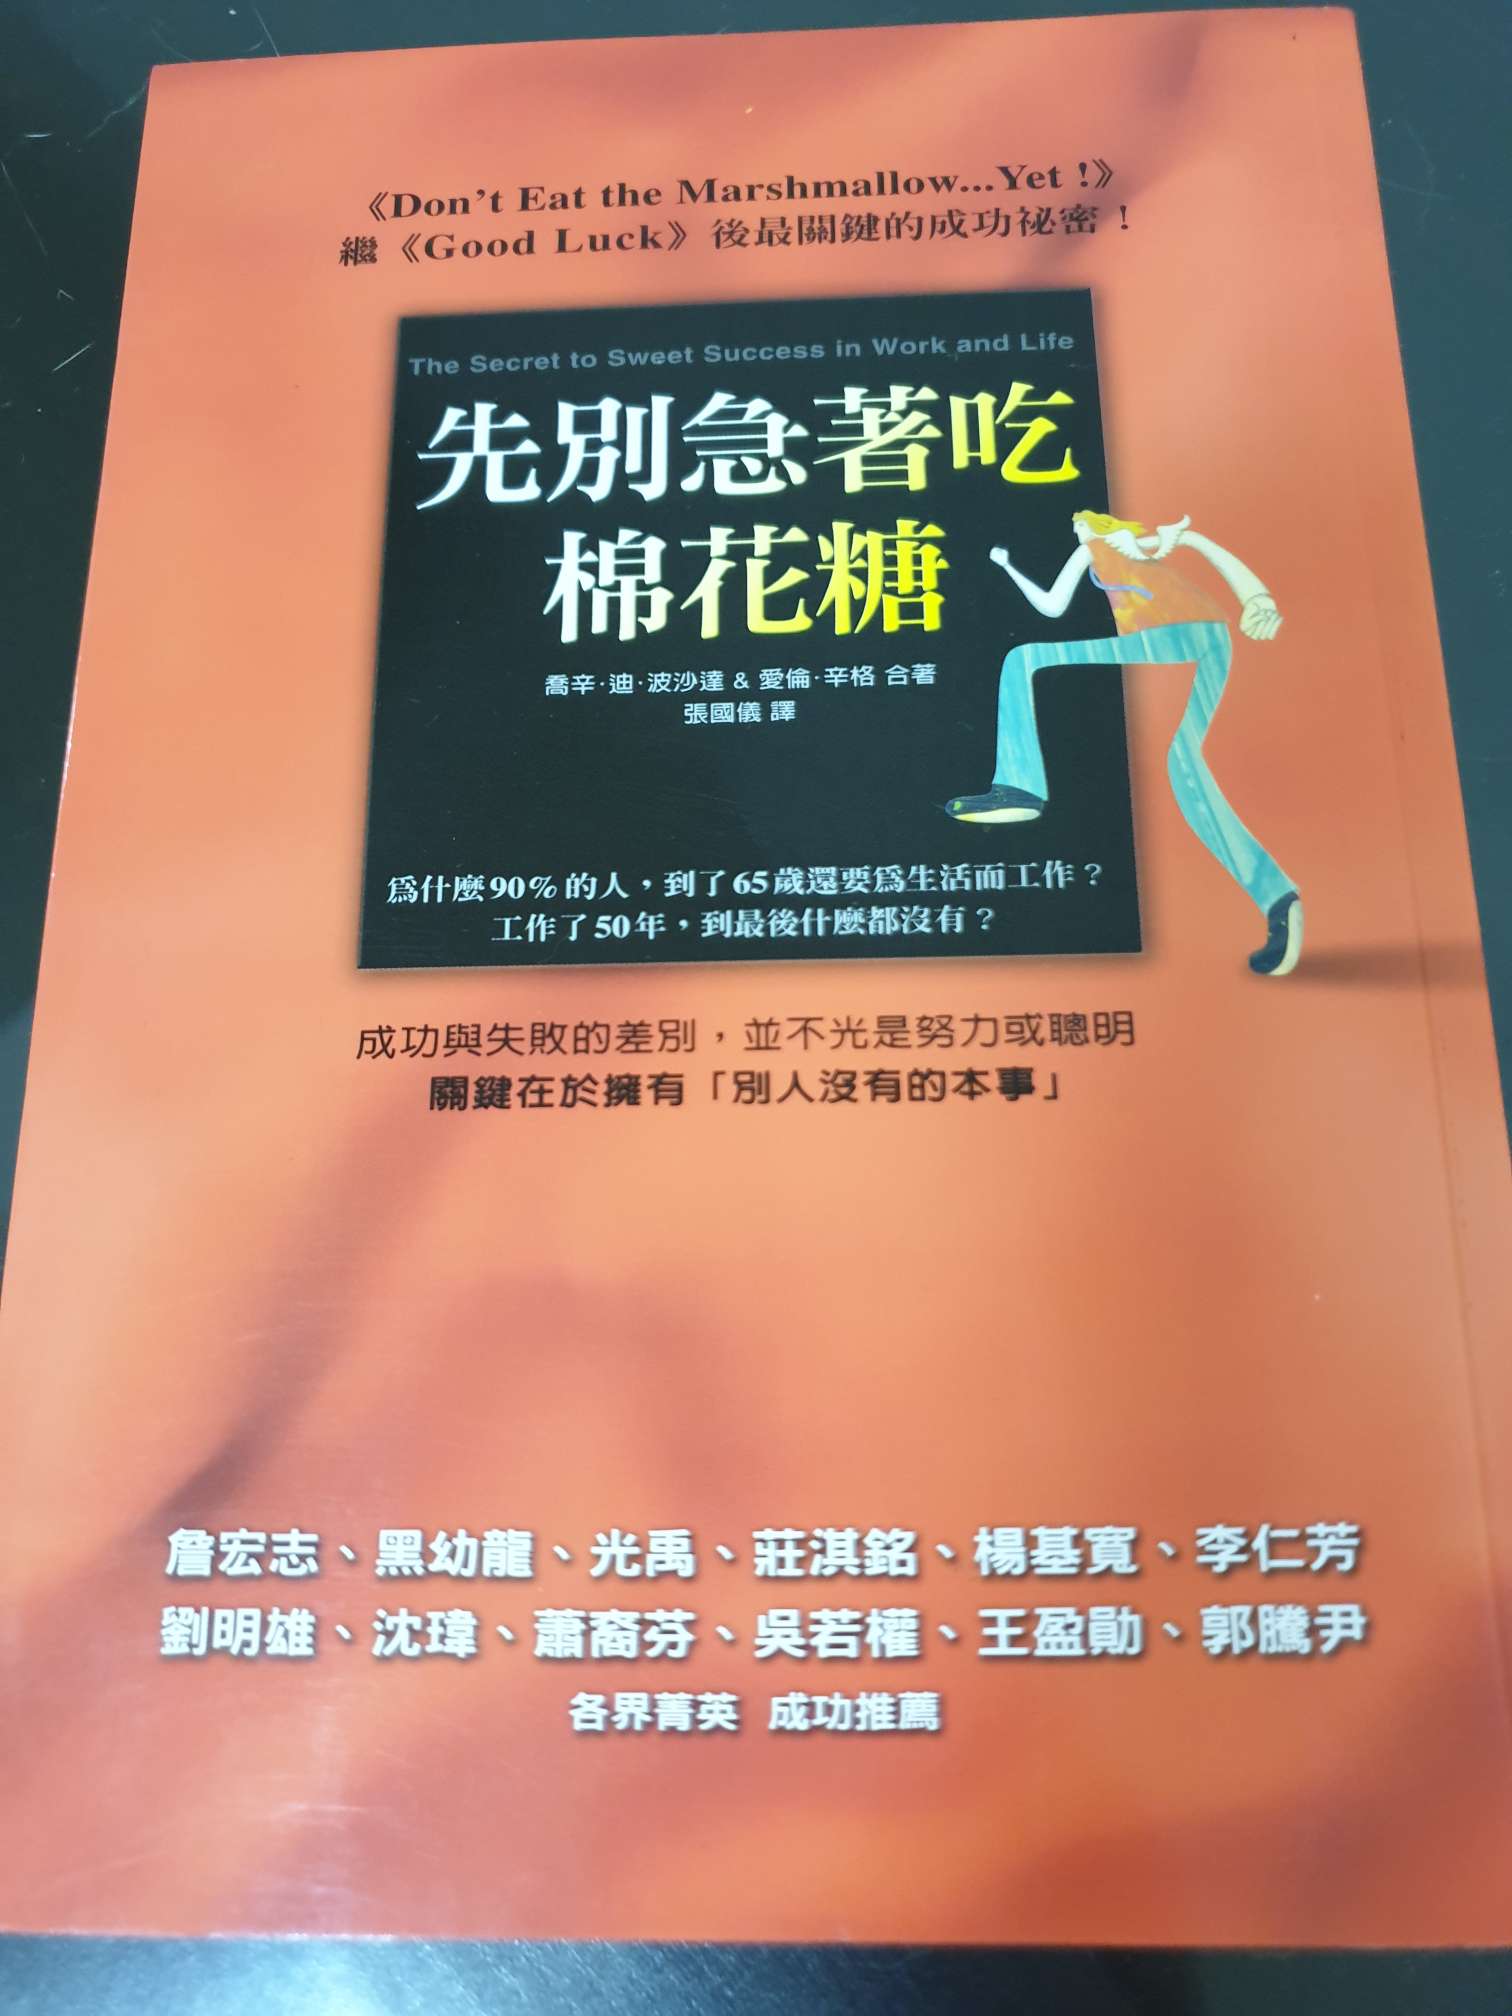 《Don't Eat the Marshmallow...Yet !》
繼《Good Luck》後最關鍵的成功祕密！
The Secret to Sweet Success in Work and Life
先別急著吃
棉花糖
喬辛·迪·波沙達 & 愛倫·辛格 合著
張國儀 譯
爲什麼90%的人，到了65歲還要爲生活而工作？
工作了50年，到最後什麼都沒有？
成功與失敗的差別，並不光是努力或聰明
關鍵在於擁有「別人沒有的本事」
詹宏志、黑幼龍、光禹、莊淇銘、楊基寬、李仁芳
劉明雄、沈瑋、蕭裔芬、吳若權、王盈勛、郭騰尹
各界菁英 成功推薦